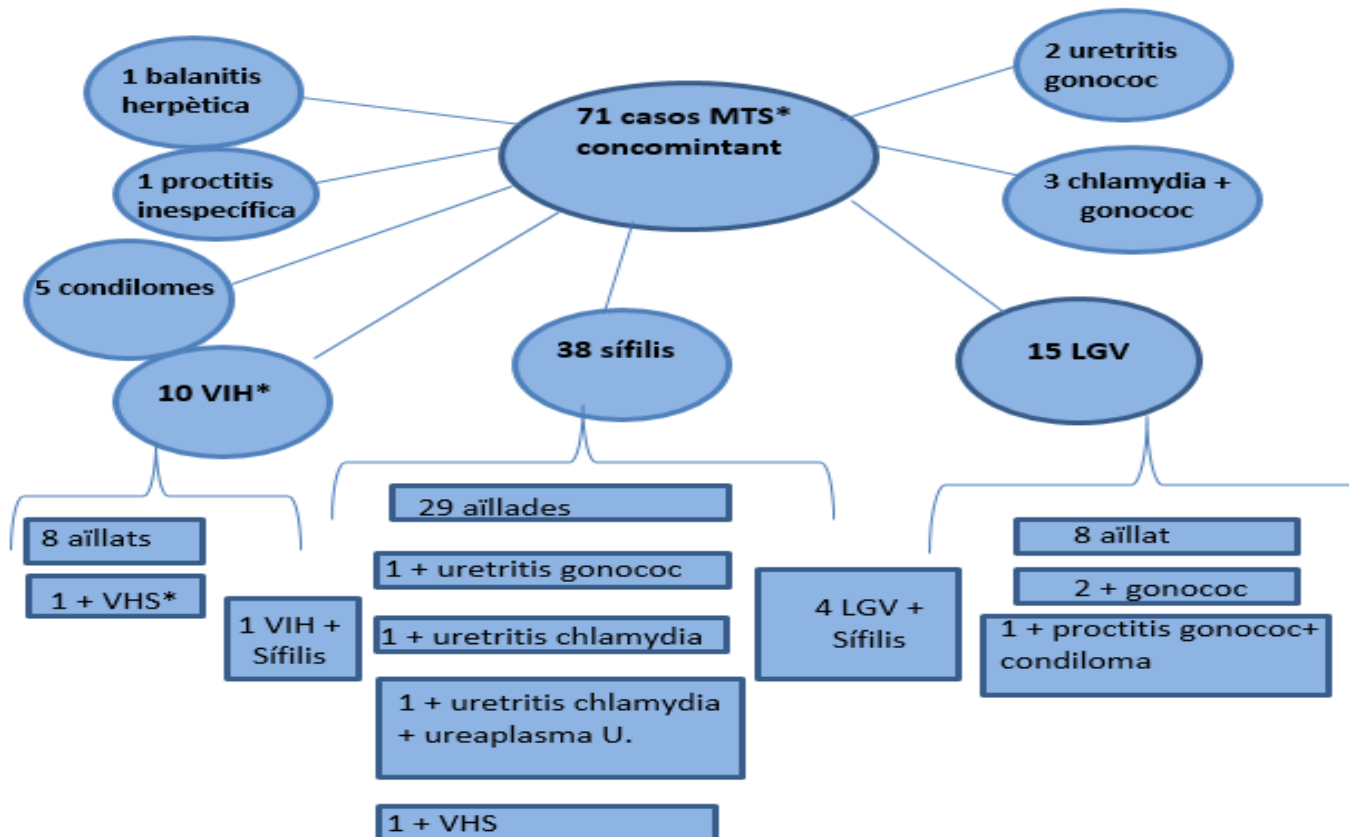 1 balanitis
herpètica
71 casos MTS*
concomintant
2 uretritis
gonococ
1 proctitis
inespecífica
3 chlamydia +
gonococ
5 condilomes
10 VIH*
38 sífilis
15 LGV
8 aïllats
1 + VHS*
1 VIH +
Sífilis
29 aïllades
1 + uretritis gonococ
1 + uretritis chlamydia
1 + uretritis chlamydia
+ ureaplasma U.
1 + VHS
4 LGV +
Sífilis
8 aïllat
2 + gonococ
1 + proctitis gonococ+
condiloma